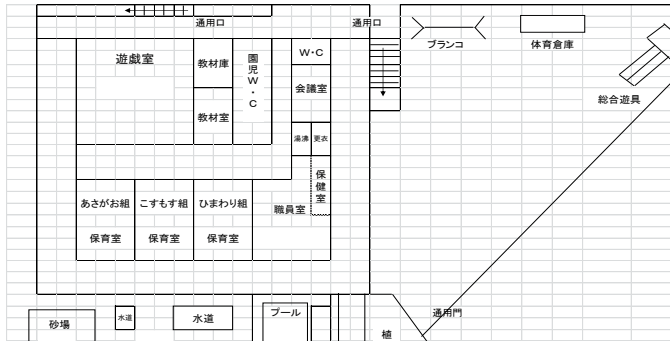 通用口
通用口
ブランコ
体育倉庫
遊戯室
教材庫
園児W・C
W・C
会議室
総合遊具
教材室
湯沸
更衣
保健室
あさがお組
こすもす組
ひまわり組
職員室
保育室
保育室
保育室
砂場
水道
水道
プール
通用門
植